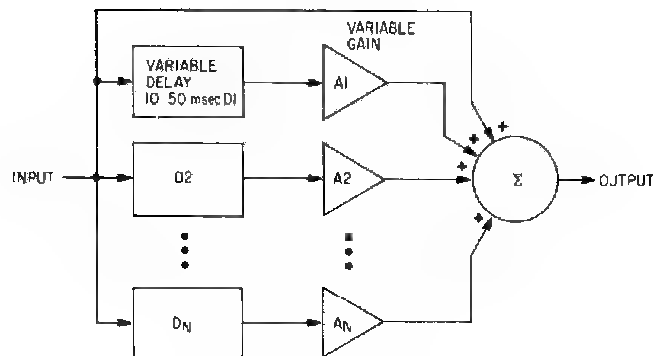 VARIABLE
GAIN
VARIABLE
DELAY
10 50 msec D1
A1
+ +
+
INPUT
D2
A2
Σ
OUTPUT
+
DN
AN